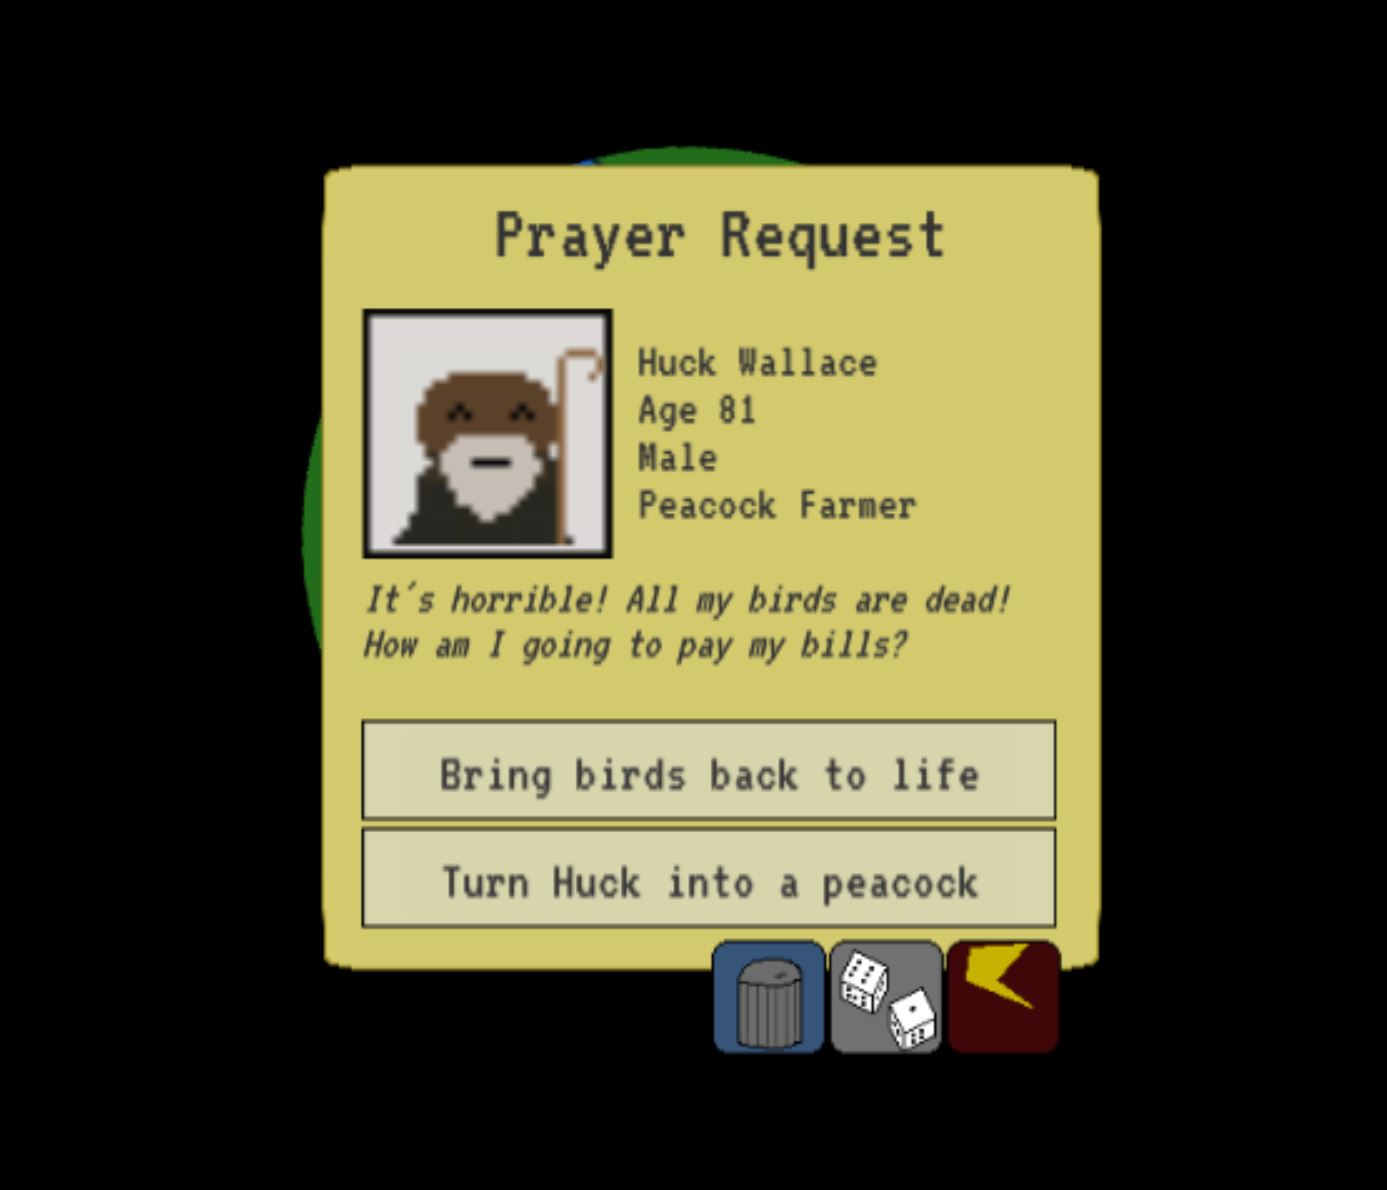 Prayer Request
Huck Wallace
Age 81
Male
Peacock Farmer
It's horrible! All my birds are dead!
How am I going to pay my bills?
Bring birds back to life
Turn Huck into a peacock